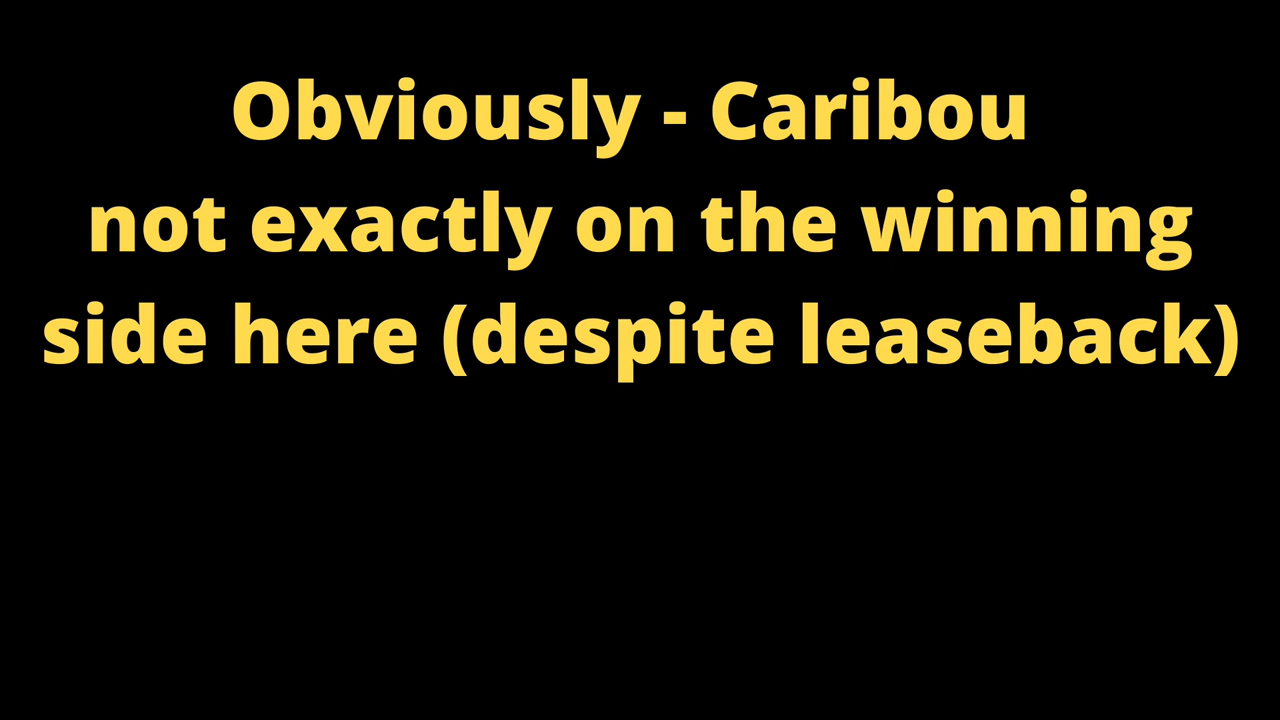 Obviously - Caribou
not exactly on the winning
side here (despite leaseback)